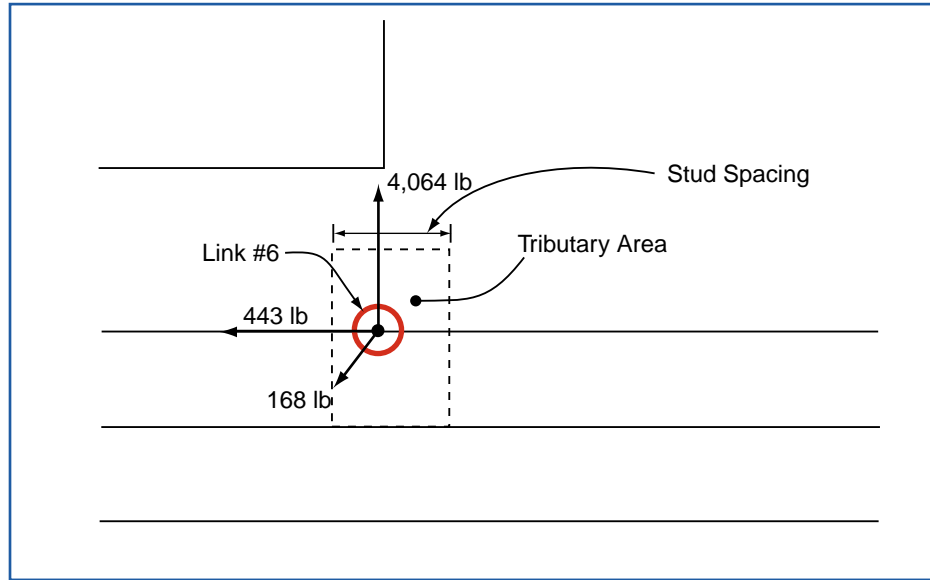 4,064 lb
Stud Spacing
Link #6
Tributary Area
443 lb
168 lb